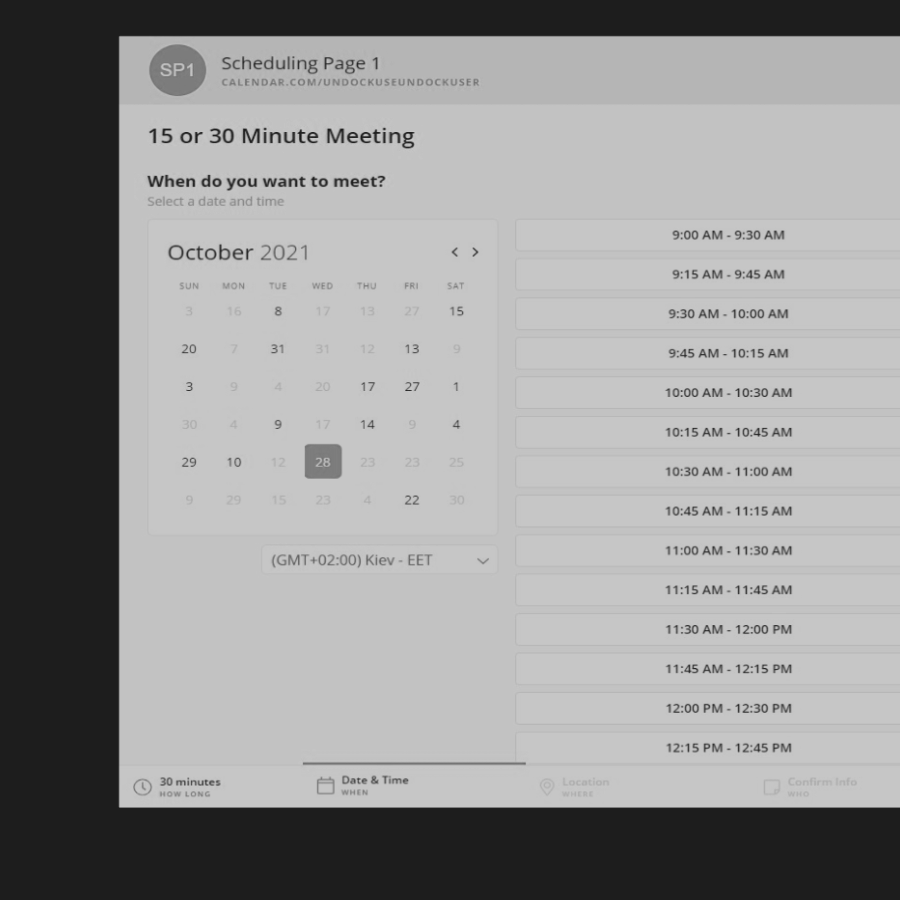 SP1
Scheduling Page 1
CALENDAR.COM/UNDOCKUSEUNDOCKUSER
15 or 30 Minute Meeting
When do you want to meet?
Select a date and time
October 2021
SUN MON TUE WED THU FRI SAT
3 16 8 17 13 27 15
20 7 31 31 12 13 9
3 9 4 20 17 27 1
30 4 9 17 14 9 4
29 10 12 28 23 23 25
9 29 15 23 4 22 30
(GMT+02:00) Kiev - EET
9:00 AM - 9:30 AM
9:15 AM - 9:45 AM
9:30 AM - 10:00 AM
9:45 AM - 10:15 AM
10:00 AM - 10:30 AM
10:15 AM - 10:45 AM
10:30 AM - 11:00 AM
10:45 AM - 11:15 AM
11:00 AM - 11:30 AM
11:15 AM - 11:45 AM
11:30 AM - 12:00 PM
11:45 AM - 12:15 PM
12:00 PM - 12:30 PM
12:15 PM - 12:45 PM
30 minutes
HOW LONG
Date & Time
WHEN
Location
WHERE
Confirm Info
WHO